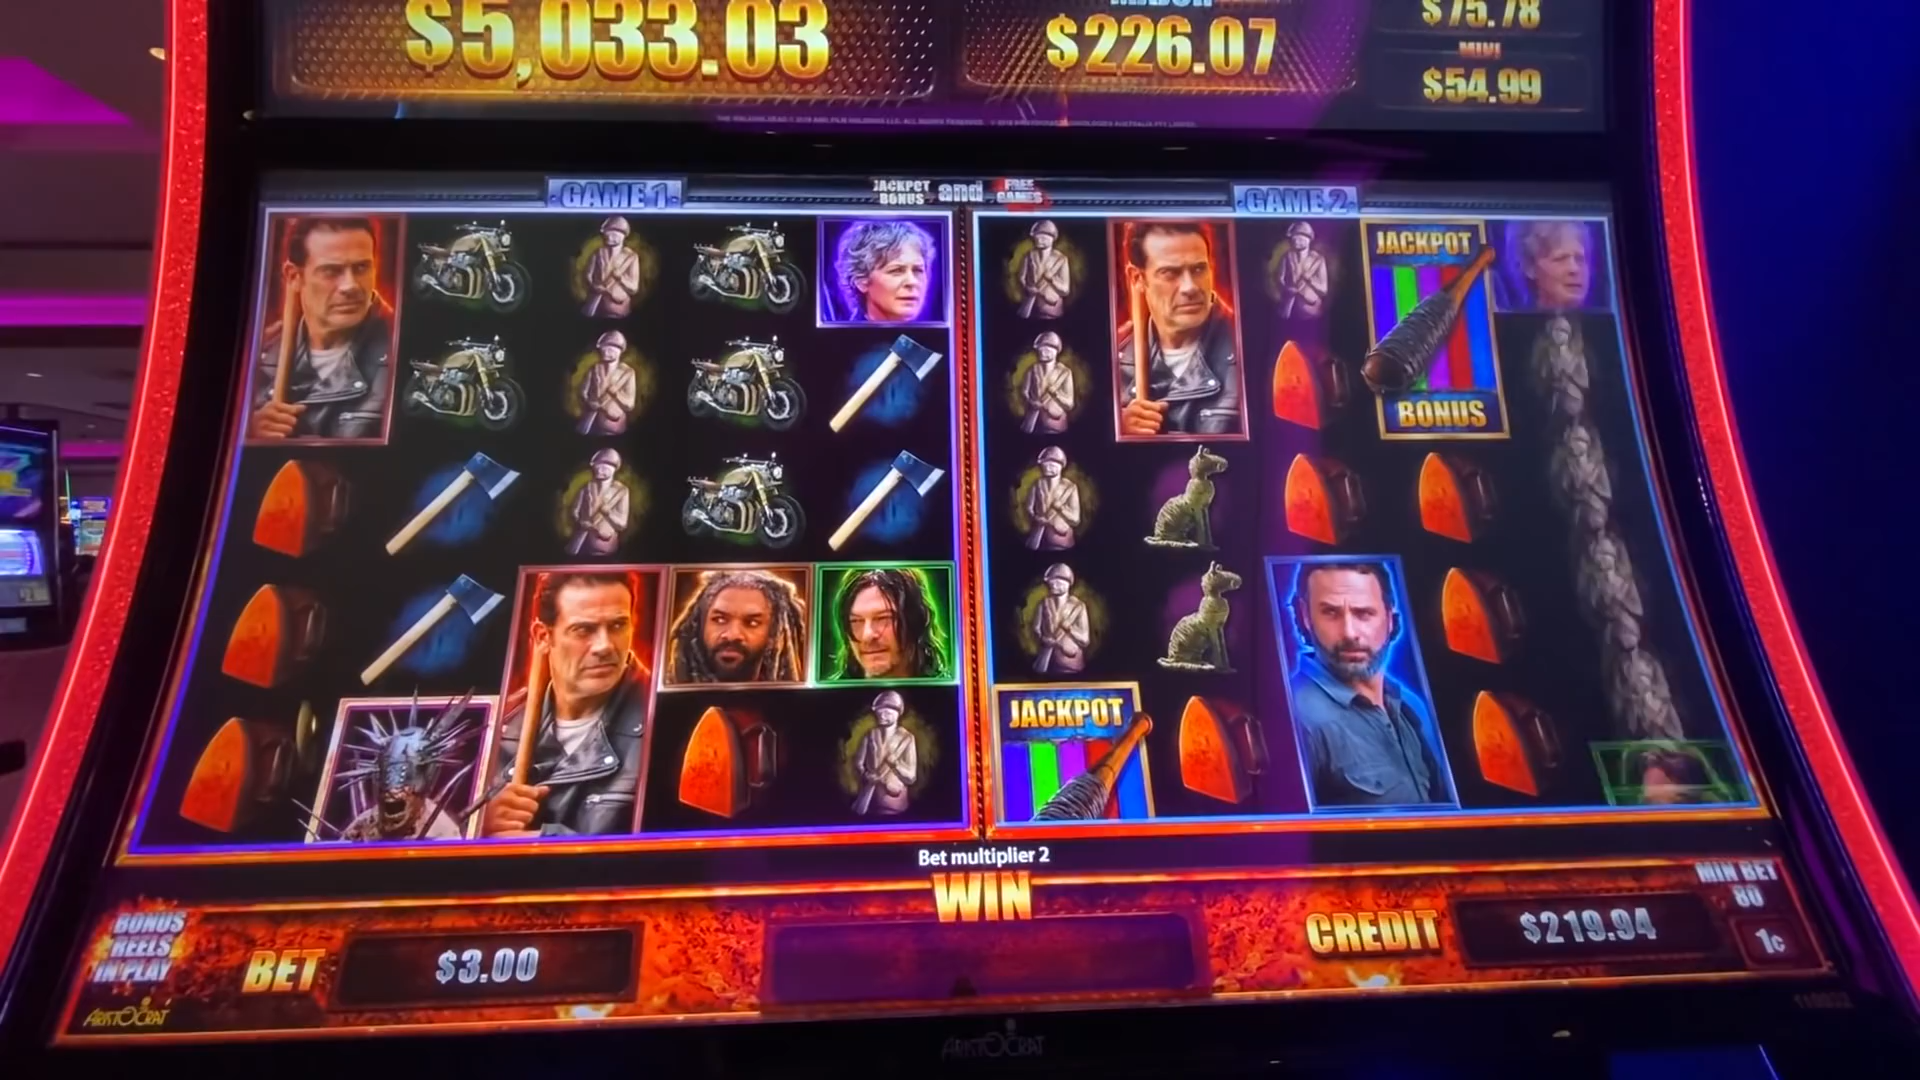 $5,033.03
$226.07
$75.78
MINI
$54.99
GAME 1
JACKPOT BONUS and FREE GAMES
GAME 2
JACKPOT
BONUS
JACKPOT
Bet multiplier 2
WIN
BONUS REELS IN PLAY
BET
$3.00
CREDIT
$219.94
MIN BET
80
1¢
ARISTOCRAT
ARISTOCRAT